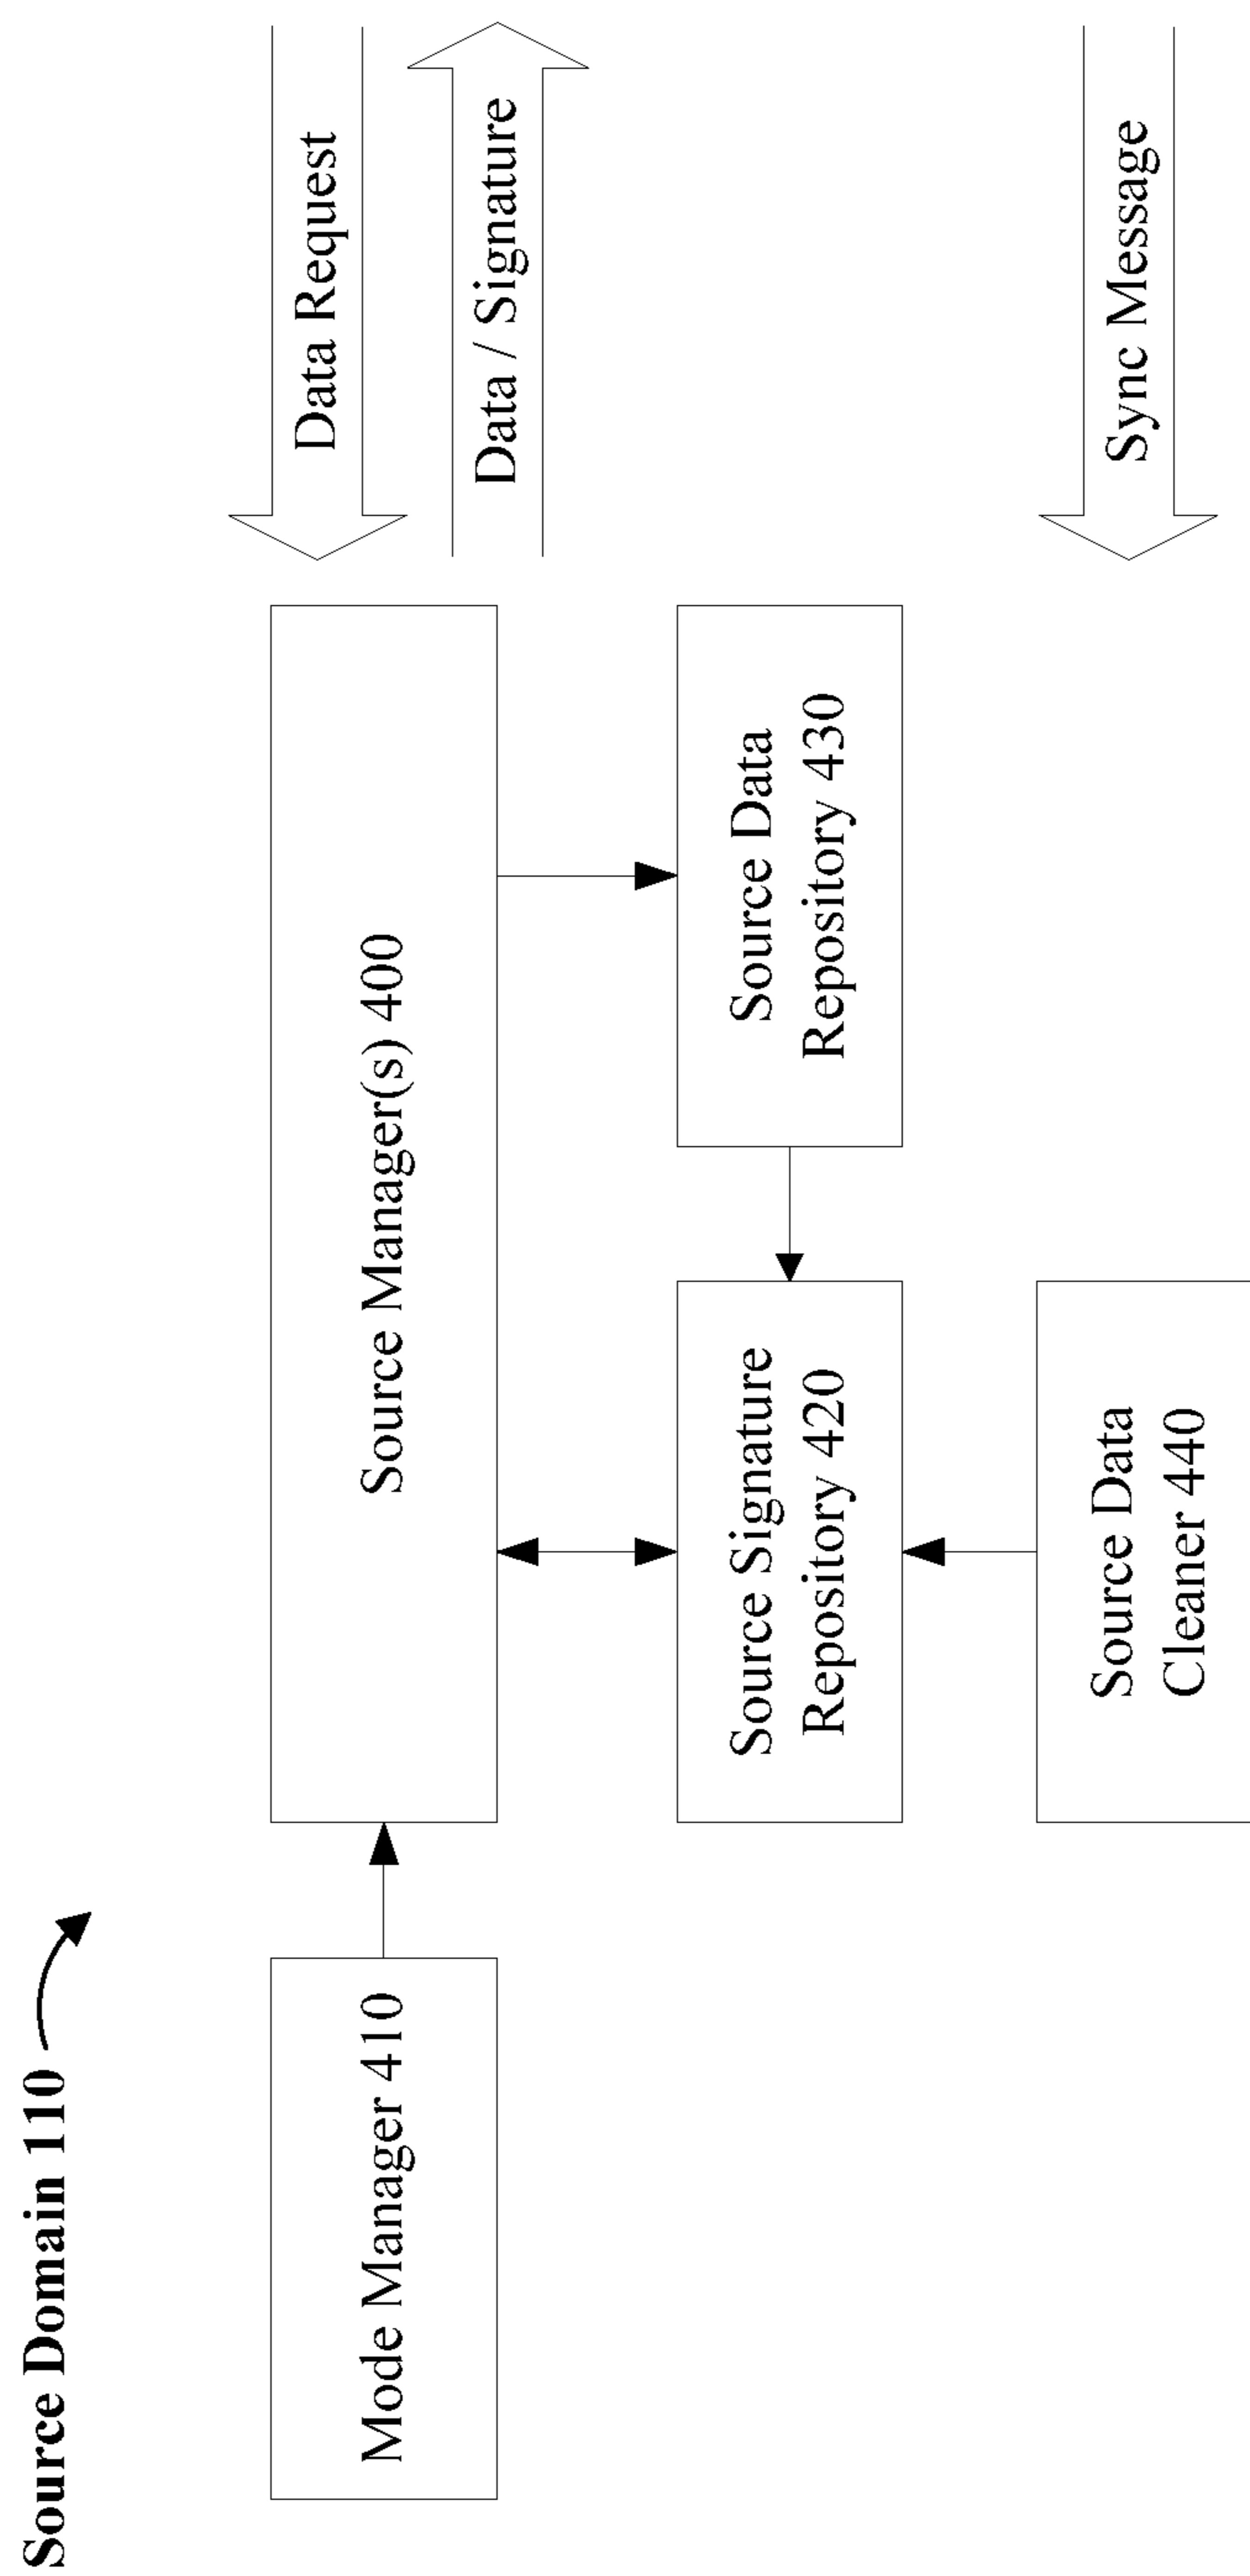 Source Domain 110
Mode Manager 410
Source Manager(s) 400
Data Request
Data / Signature
Source Signature
Repository 420
Source Data
Repository 430
Source Data
Cleaner 440
Sync Message